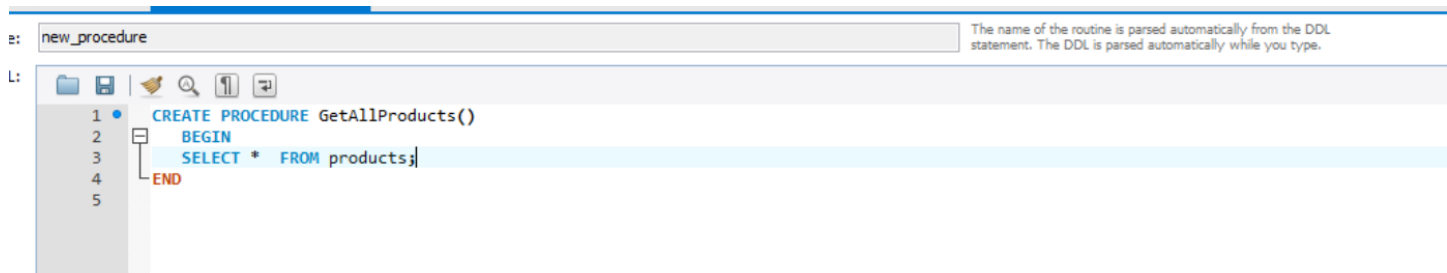 e: new_procedure
The name of the routine is parsed automatically from the DDL
statement. The DDL is parsed automatically while you type.
L:
1 CREATE PROCEDURE GetAllProducts()
2 BEGIN
3 SELECT *  FROM products;
4 END
5